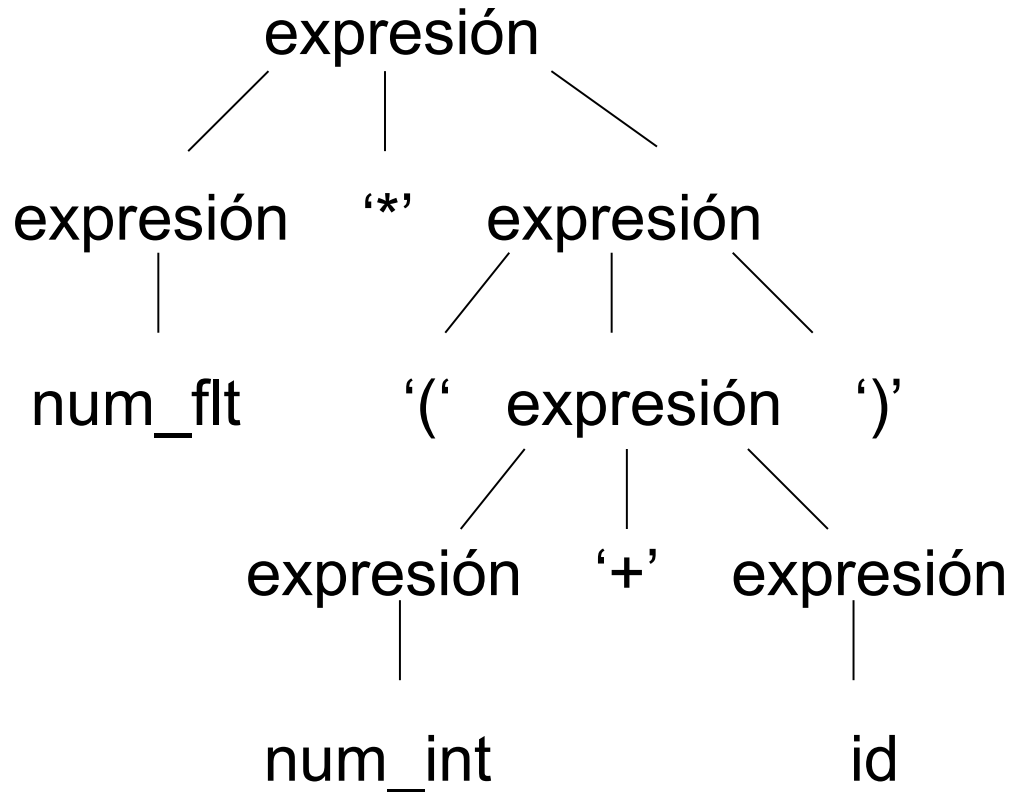 expresión
expresión ‘*’ expresión
num_flt ‘(‘ expresión ‘)’
expresión ‘+’ expresión
num_int id